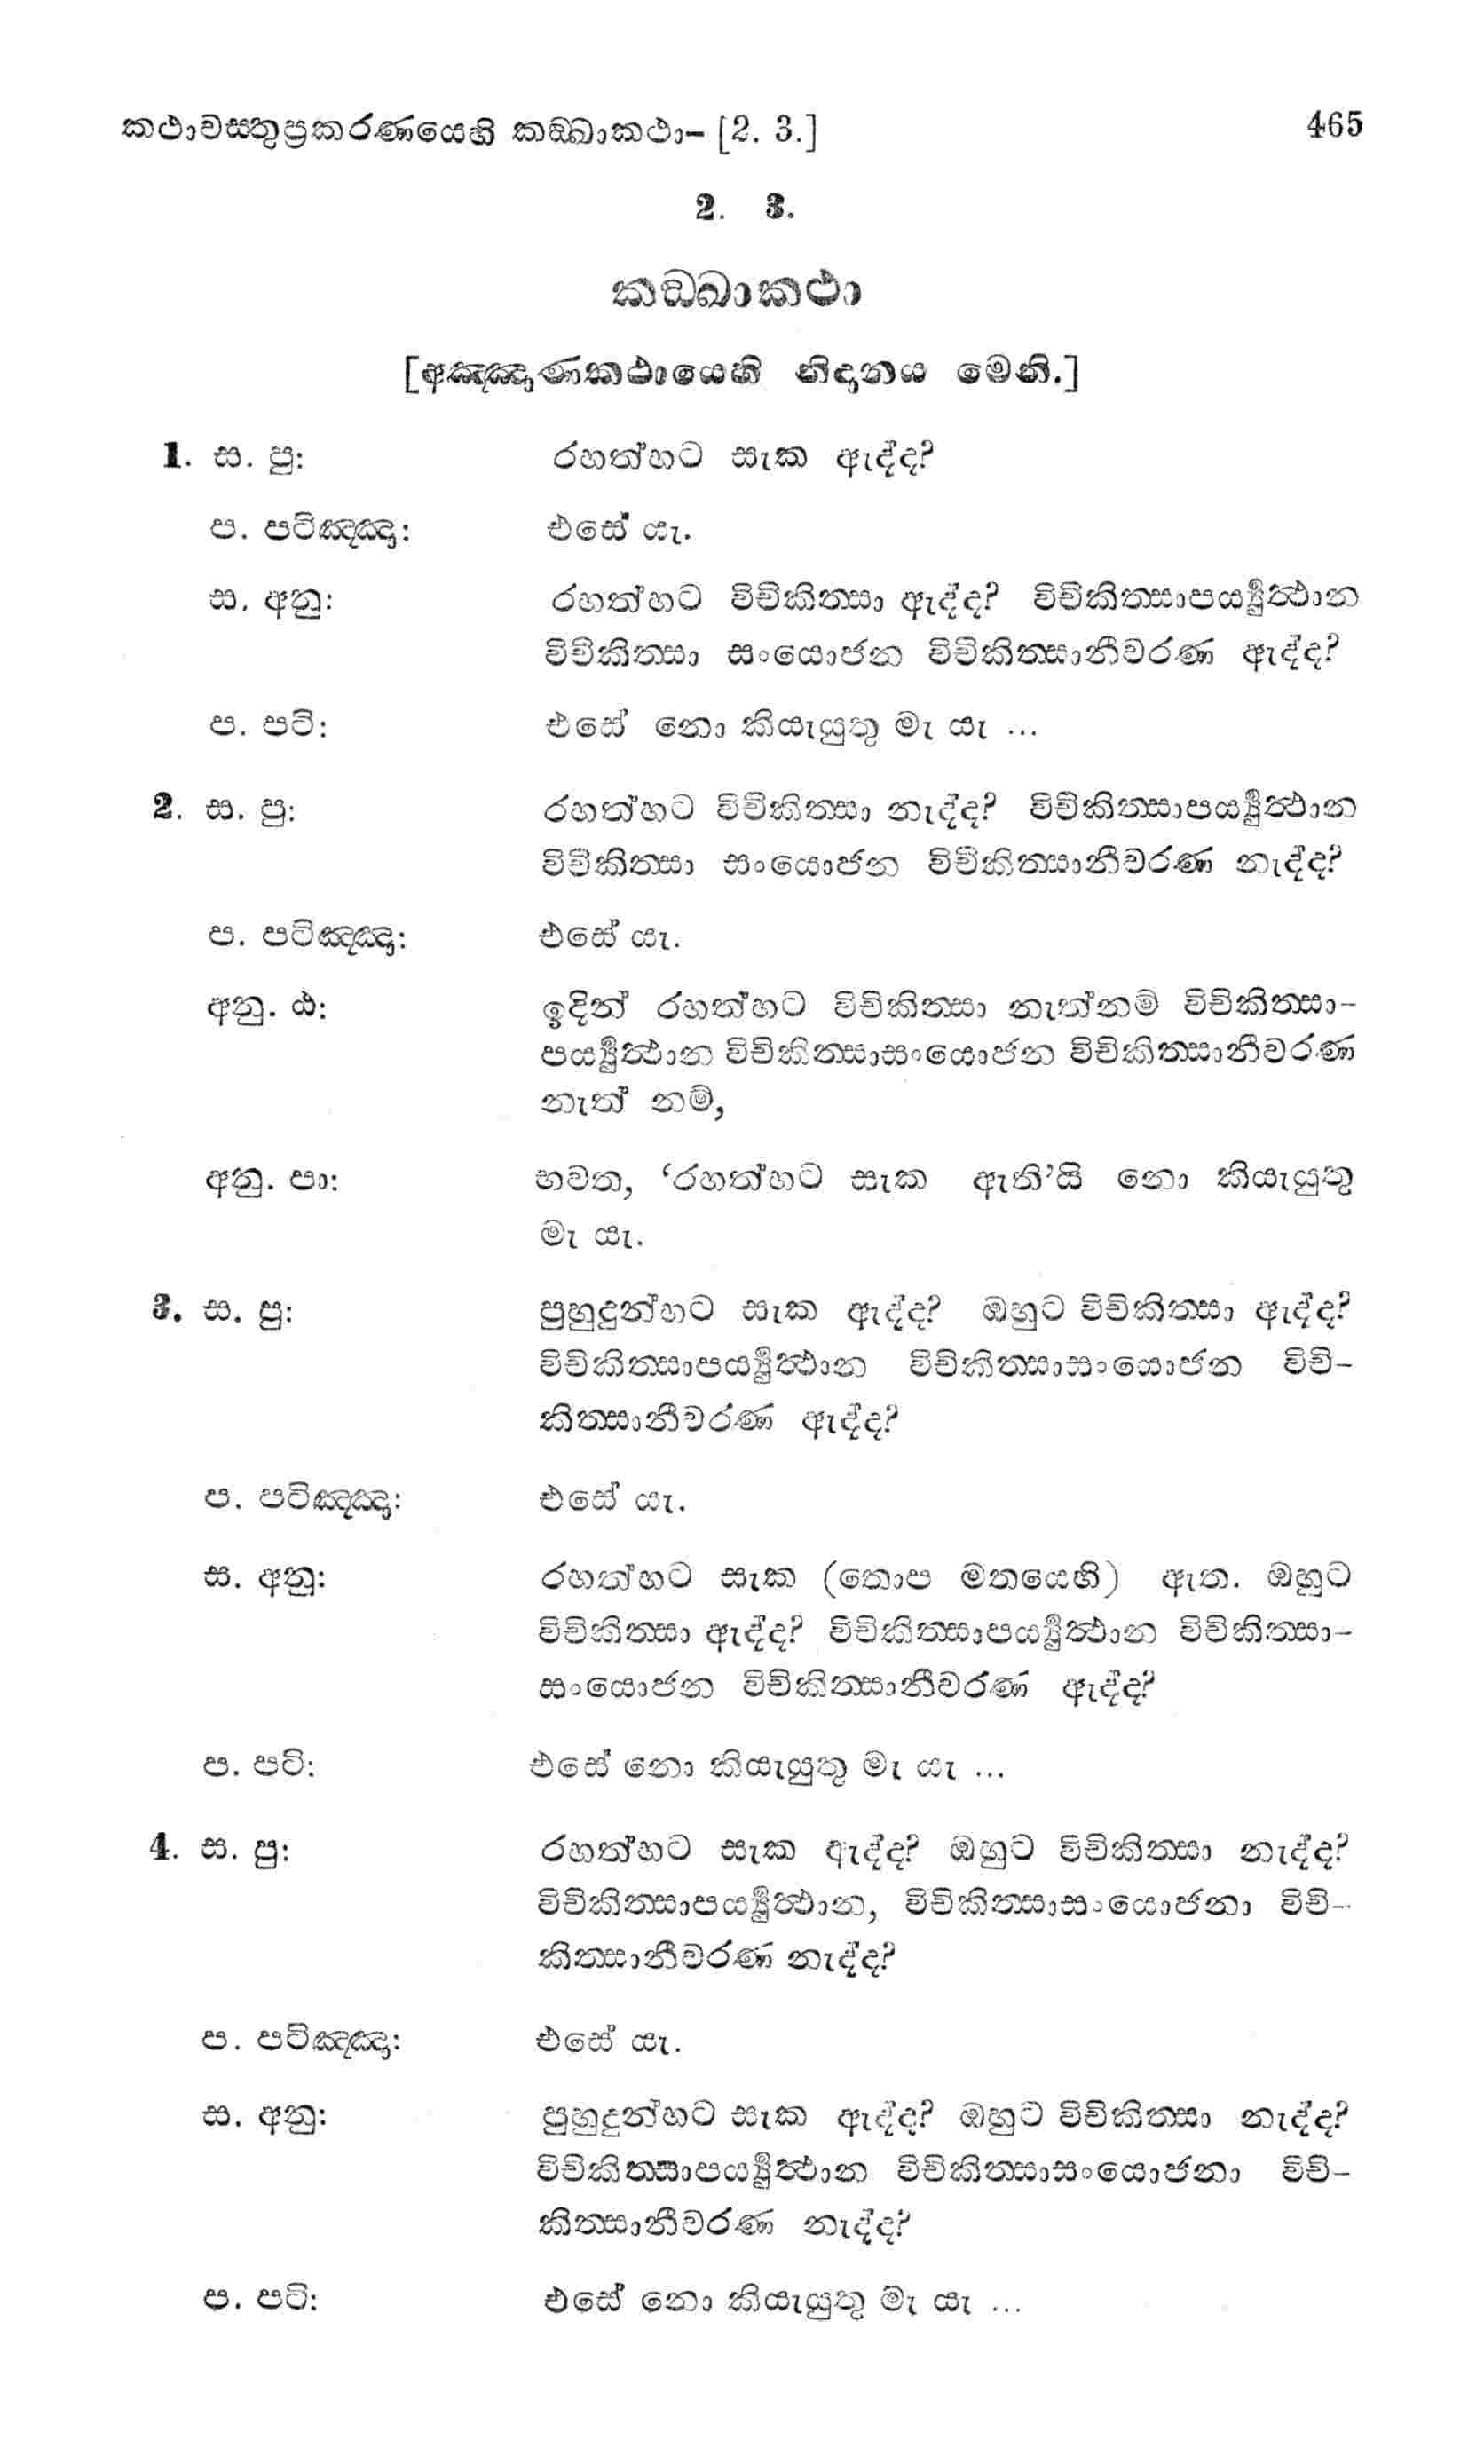 කථාවස්තුප්‍රකරණයෙහි කඞ්ඛාකථා– [2. 3.] 465
2. 3.
කඞ්ඛාකථා
[අඤ්ඤාණකථායෙහි නිදානය මෙනි.]
1. ස. පු: රහත්හට සැක ඇද්ද?
ප. පටිඤ්ඤා: එසේ යැ.
ස. අනු: රහත්හට විචිකිත්සා ඇද්ද? විචිකිත්සාපර්‍ය්‍යුත්ථාන
විචිකිත්සා සංයොජන විචිකිත්සානීවරණ ඇද්ද?
ප. පටි: එසේ නො කියැයුතු මැ යැ ...
2. ස. පු: රහත්හට විචිකිත්සා නැද්ද? විචිකිත්සාපර්‍ය්‍යුත්ථාන
විචිකිත්සා සංයොජන විචිකිත්සානීවරණ නැද්ද?
ප. පටිඤ්ඤා: එසේ යැ.
අනු. ඨ: ඉදින් රහත්හට විචිකිත්සා නැත්නම් විචිකිත්සා-
පර්‍ය්‍යුත්ථාන විචිකිත්සාසංයොජන විචිකිත්සානීවරණ
නැත් නම්,
අනු. පා: භවත, ‘රහත්හට සැක ඇති’යි නො කියැයුතු
මැ යැ.
3. ස. පු: පුහුදුන්හට සැක ඇද්ද? ඔහුට විචිකිත්සා ඇද්ද?
විචිකිත්සාපර්‍ය්‍යුත්ථාන විචිකිත්සාසංයොජන විචි-
කිත්සානීවරණ ඇද්ද?
ප. පටිඤ්ඤා: එසේ යැ.
ස. අනු: රහත්හට සැක (තොප මතයෙහි) ඇත. ඔහුට
විචිකිත්සා ඇද්ද? විචිකිත්සාපර්‍ය්‍යුත්ථාන විචිකිත්සා-
සංයොජන විචිකිත්සානීවරණ ඇද්ද?
ප. පටි: එසේ නො කියැයුතු මැ යැ ...
4. ස. පු: රහත්හට සැක ඇද්ද? ඔහුට විචිකිත්සා නැද්ද?
විචිකිත්සාපර්‍ය්‍යුත්ථාන, විචිකිත්සාසංයොජනා විචි-
කිත්සානීවරණ නැද්ද?
ප. පටිඤ්ඤා: එසේ යැ.
ස. අනු: පුහුදුන්හට සැක ඇද්ද? ඔහුට විචිකිත්සා නැද්ද?
විචිකිත්සාපර්‍ය්‍යුත්ථාන විචිකිත්සාසංයොජනා විචි-
කිත්සානීවරණ නැද්ද?
ප. පටි: එසේ නො කියැයුතු මැ යැ ...